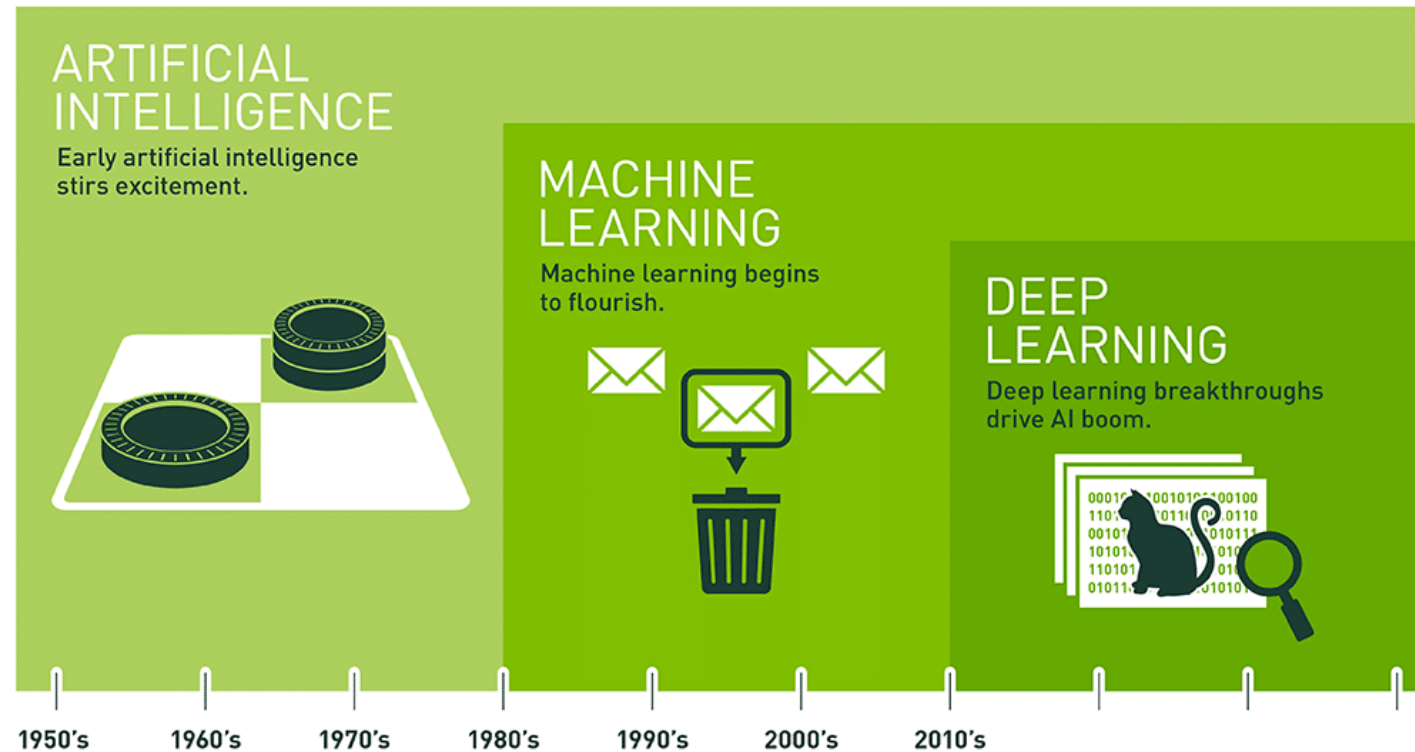 ARTIFICIAL
INTELLIGENCE
Early artificial intelligence
stirs excitement.
MACHINE
LEARNING
Machine learning begins
to flourish.
DEEP
LEARNING
Deep learning breakthroughs
drive AI boom.
1950's
1960's
1970's
1980's
1990's
2000's
2010's